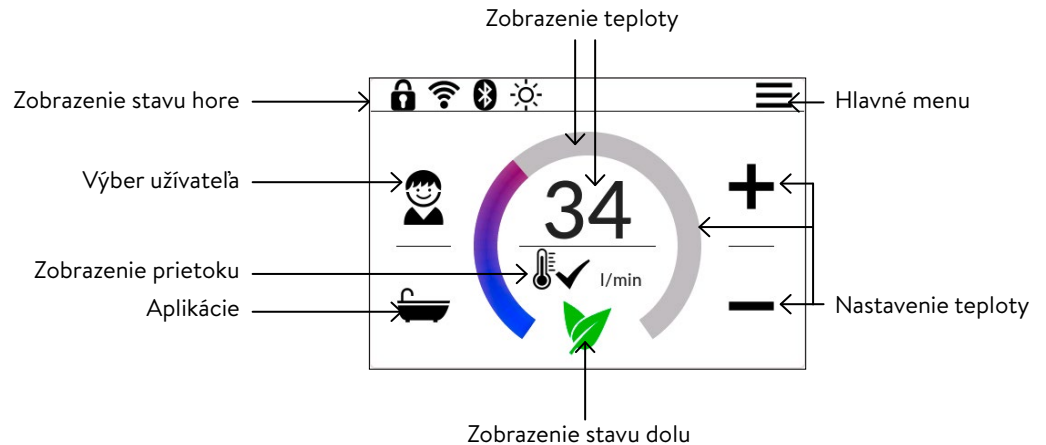 Zobrazenie teploty
Zobrazenie stavu hore
Hlavné menu
Výber užívateľa
34
Zobrazenie prietoku
l/min
Aplikácie
Nastavenie teploty
Zobrazenie stavu dolu